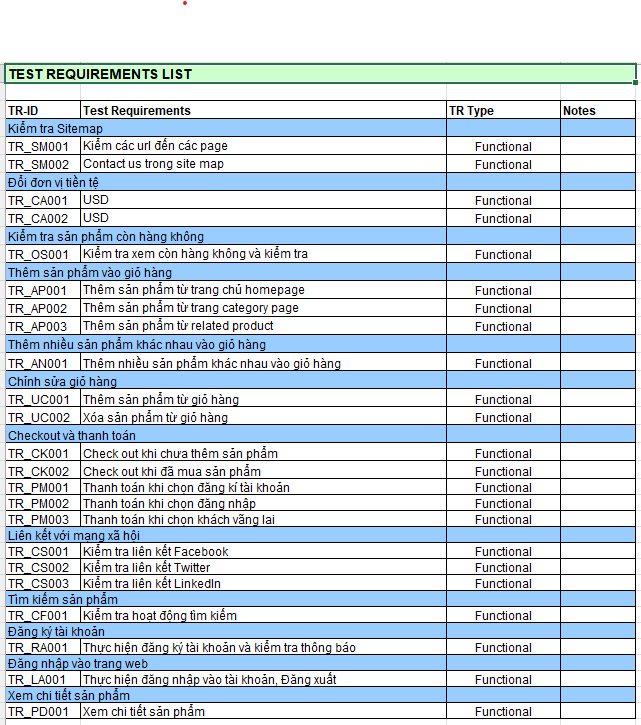 TEST REQUIREMENTS LIST
TR-ID Test Requirements TR Type Notes
Kiểm tra Sitemap
TR_SM001 Kiểm các url đến các page Functional
TR_SM002 Contact us trong site map Functional
Đổi đơn vị tiền tệ
TR_CA001 USD Functional
TR_CA002 USD Functional
Kiểm tra sản phẩm còn hàng không
TR_OS001 Kiểm tra xem còn hàng không và kiểm tra Functional
Thêm sản phẩm vào giỏ hàng
TR_AP001 Thêm sản phẩm từ trang chủ homepage Functional
TR_AP002 Thêm sản phẩm từ trang category page Functional
TR_AP003 Thêm sản phẩm từ related product Functional
Thêm nhiều sản phẩm khác nhau vào giỏ hàng
TR_AN001 Thêm nhiều sản phẩm khác nhau vào giỏ hàng Functional
Chỉnh sửa giỏ hàng
TR_UC001 Thêm sản phẩm từ giỏ hàng Functional
TR_UC002 Xóa sản phẩm từ giỏ hàng Functional
Checkout và thanh toán
TR_CK001 Check out khi chưa thêm sản phẩm Functional
TR_CK002 Check out khi đã mua sản phẩm Functional
TR_PM001 Thanh toán khi chọn đăng kí tài khoản Functional
TR_PM002 Thanh toán khi chọn đăng nhập Functional
TR_PM003 Thanh toán khi chọn khách vãng lai Functional
Liên kết với mạng xã hội
TR_CS001 Kiểm tra liên kết Facebook Functional
TR_CS002 Kiểm tra liên kết Twitter Functional
TR_CS003 Kiểm tra liên kết LinkedIn Functional
Tìm kiếm sản phẩm
TR_CF001 Kiểm tra hoạt động tìm kiếm Functional
Đăng ký tài khoản
TR_RA001 Thực hiện đăng ký tài khoản và kiểm tra thông báo Functional
Đăng nhập vào trang web
TR_LA001 Thực hiện đăng nhập vào tài khoản, Đăng xuất Functional
Xem chi tiết sản phẩm
TR_PD001 Xem chi tiết sản phẩm Functional